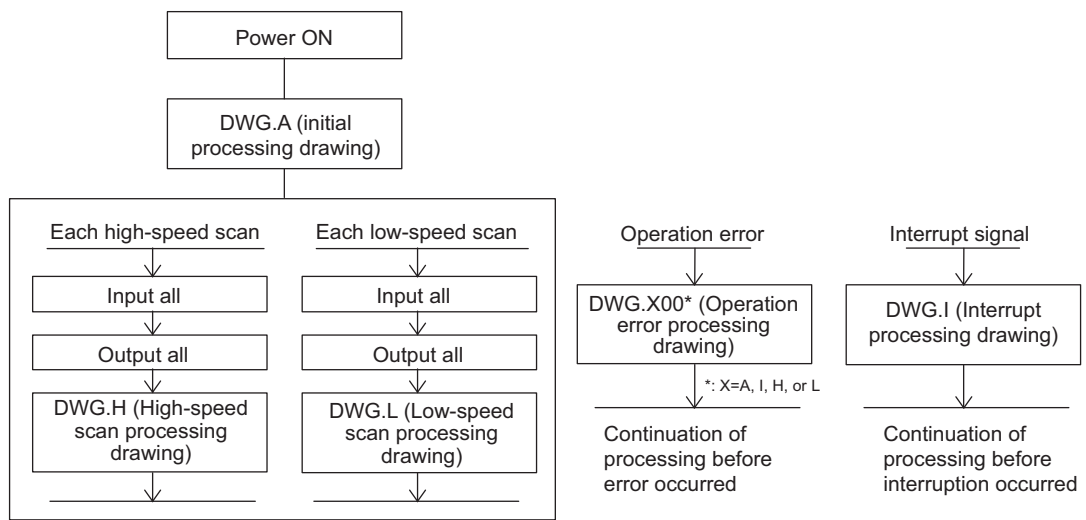 Power ON
DWG.A (initial
processing drawing)
Each high-speed scan
Input all
Output all
DWG.H (High-speed
scan processing
drawing)
Each low-speed scan
Input all
Output all
DWG.L (Low-speed
scan processing
drawing)
Operation error
DWG.X00* (Operation
error processing
drawing)
*: X=A, I, H, or L
Continuation of
processing before
error occurred
Interrupt signal
DWG.I (Interrupt
processing drawing)
Continuation of
processing before
interruption occurred